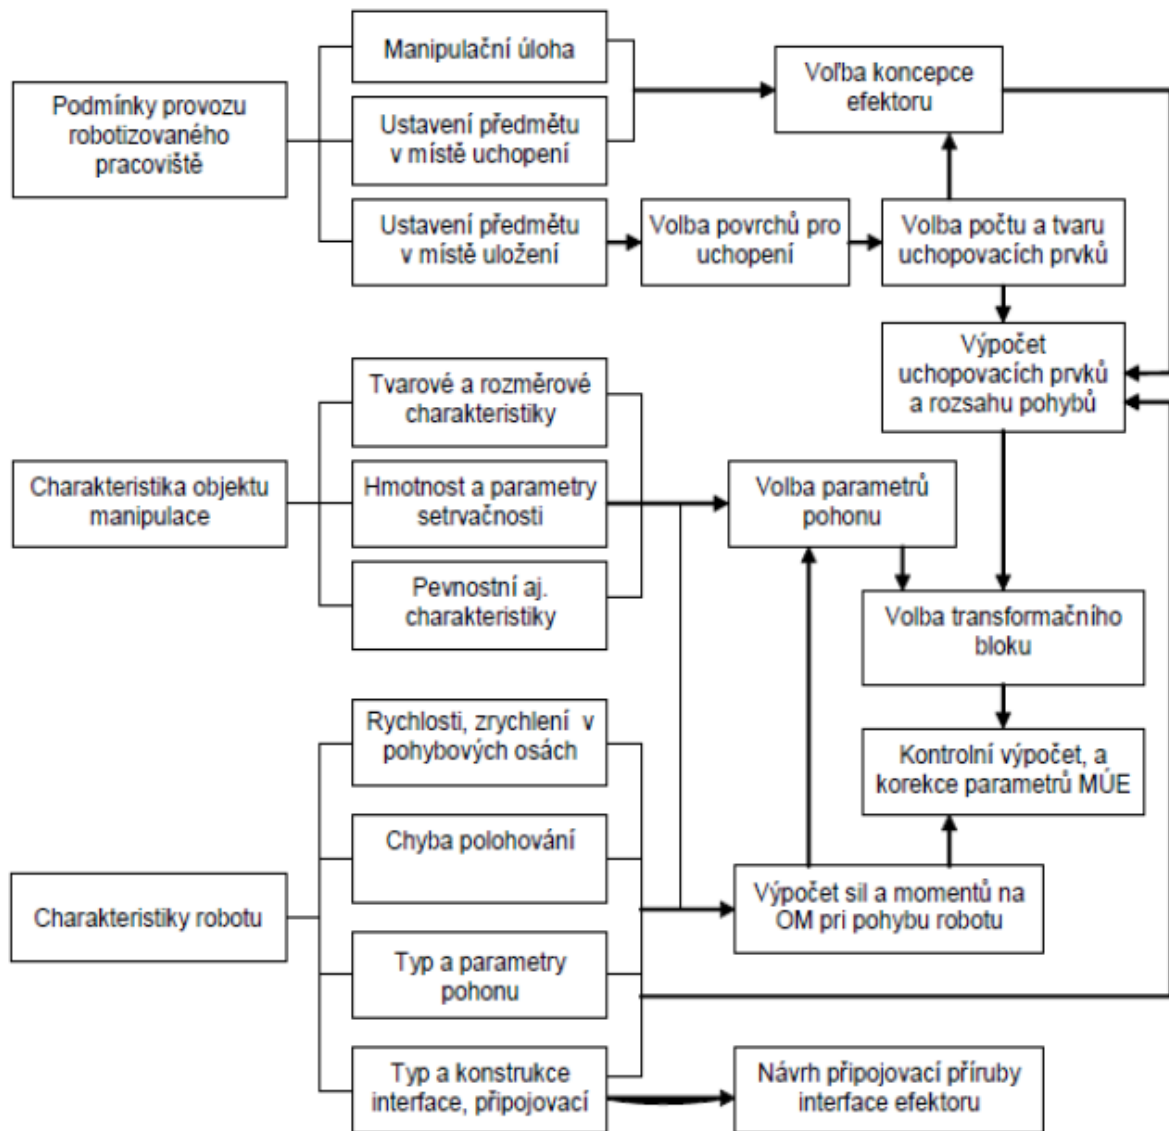 Manipulační úloha
Voľba koncepce
efektoru
Podmínky provozu
robotizovaného
pracoviště
Ustavení předmětu
v místě uchopení
Ustavení předmětu
v místě uložení
Volba povrchů pro
uchopení
Volba počtu a tvaru
uchopovacích prvků
Výpočet
uchopovacích prvků
a rozsahu pohybů
Tvarové a rozměrové
charakteristiky
Charakteristika objektu
manipulace
Hmotnost a parametry
setrvačnosti
Volba parametrů
pohonu
Pevnostní aj.
charakteristiky
Volba transformačního
bloku
Rychlosti, zrychlení v
pohybových osách
Kontrolní výpočet, a
korekce parametrů MÚE
Chyba polohování
Charakteristiky robotu
Výpočet sil a momentů na
OM pri pohybu robotu
Typ a parametry
pohonu
Typ a konstrukce
interface, připojovací
Návrh připojovací příruby
interface efektoru